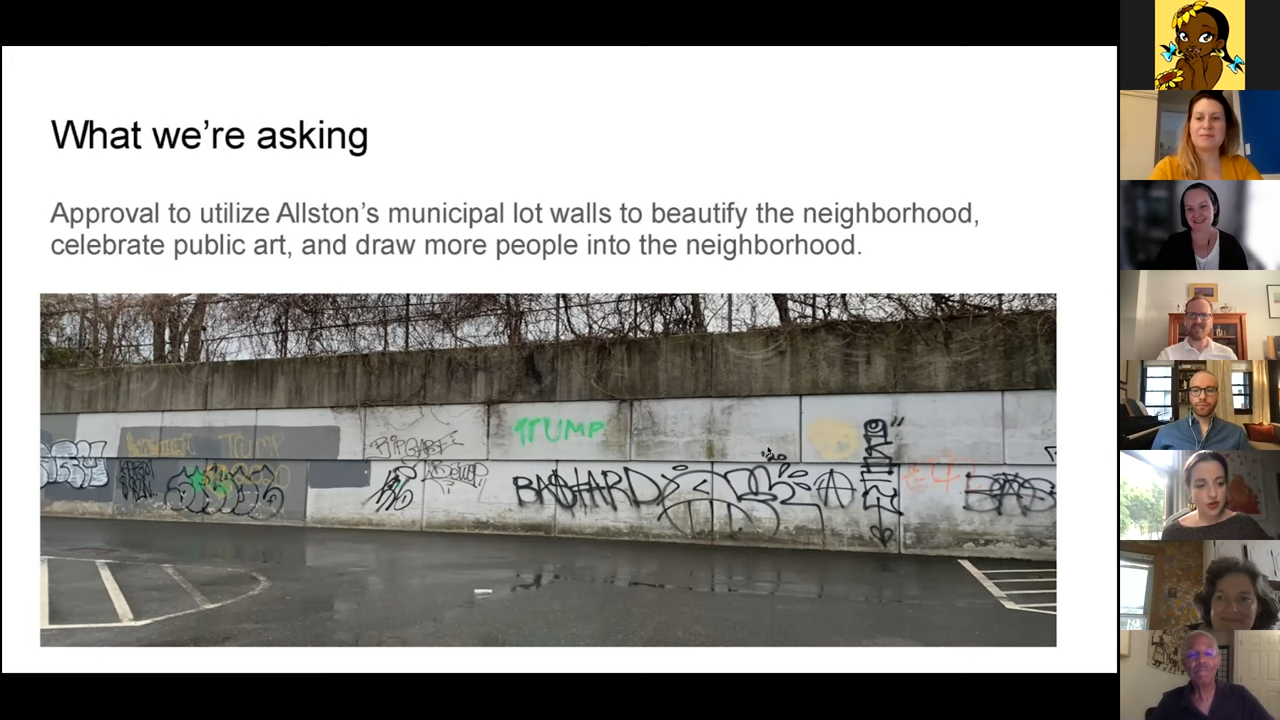 What we're asking
Approval to utilize Allston's municipal lot walls to beautify the neighborhood,
celebrate public art, and draw more people into the neighborhood.
TRUMP
TRUMP
BASTARD